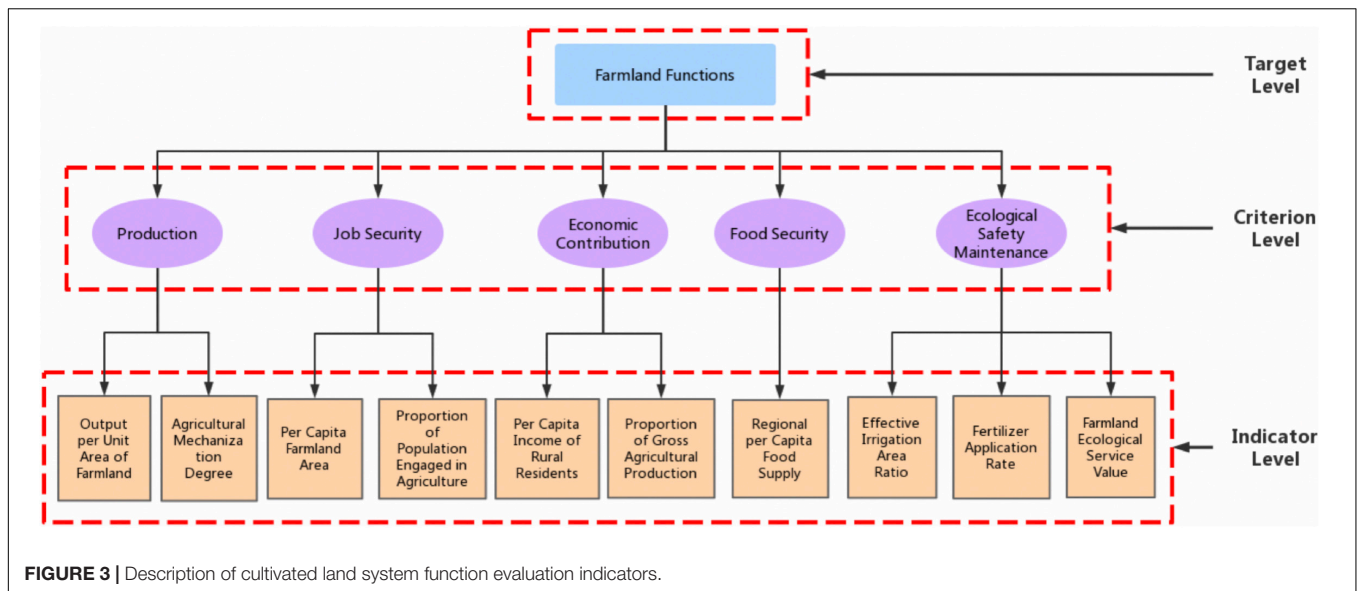 Farmland Functions
Target
Level
Production
Job Security
Economic
Contribution
Food Security
Ecological
Safety
Maintenance
Criterion
Level
Output
per Unit
Area of
Farmland
Agricultural
Mechaniza
tion
Degree
Per Capita
Farmland
Area
Proportion
of
Population
Engaged in
Agriculture
Per Capita
Income of
Rural
Residents
Proportion
of Gross
Agricultural
Production
Regional
per Capita
Food
Supply
Effective
Irrigation
Area
Ratio
Fertilizer
Application
Rate
Farmland
Ecological
Service
Value
Indicator
Level
FIGURE 3 | Description of cultivated land system function evaluation indicators.